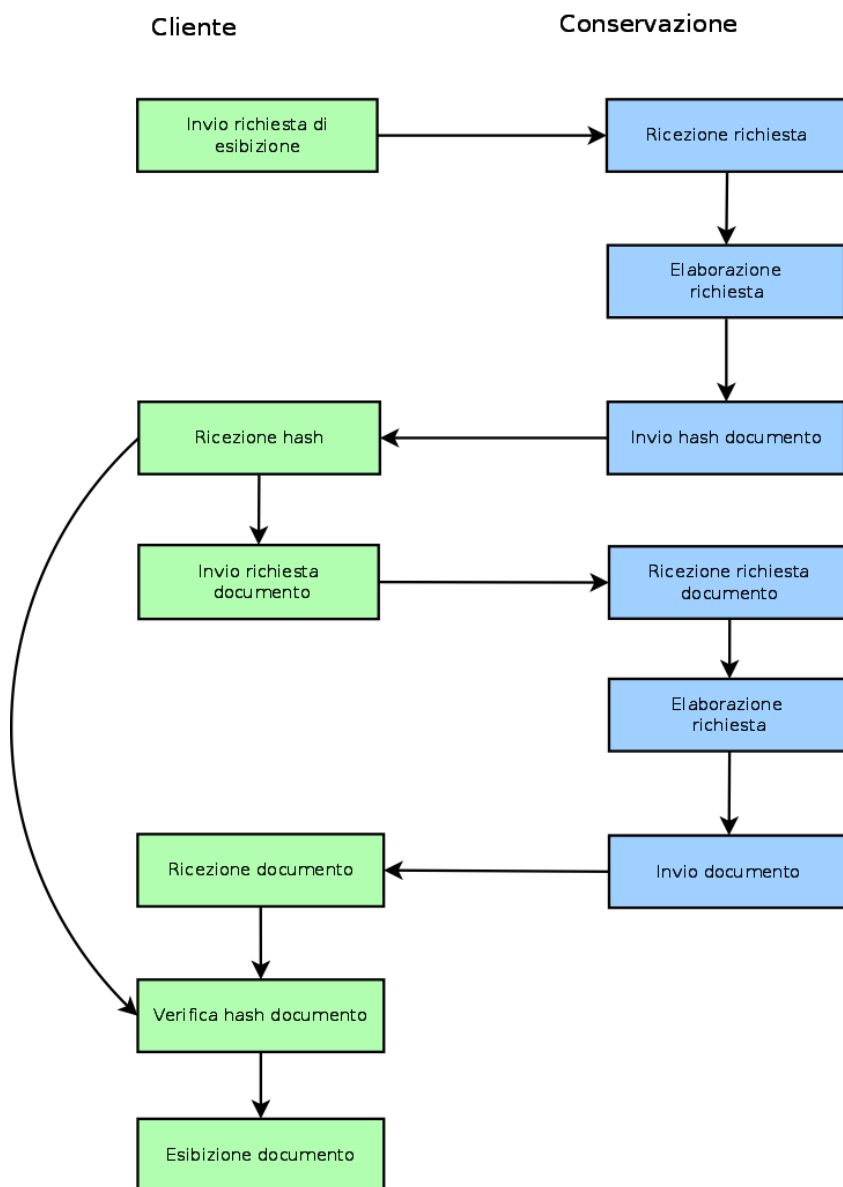 Cliente
Conservazione
Invio richiesta di
esibizione
Ricezione richiesta
Elaborazione
richiesta
Ricezione hash
Invio hash documento
Invio richiesta
documento
Ricezione richiesta
documento
Elaborazione
richiesta
Ricezione documento
Invio documento
Verifica hash documento
Esibizione documento